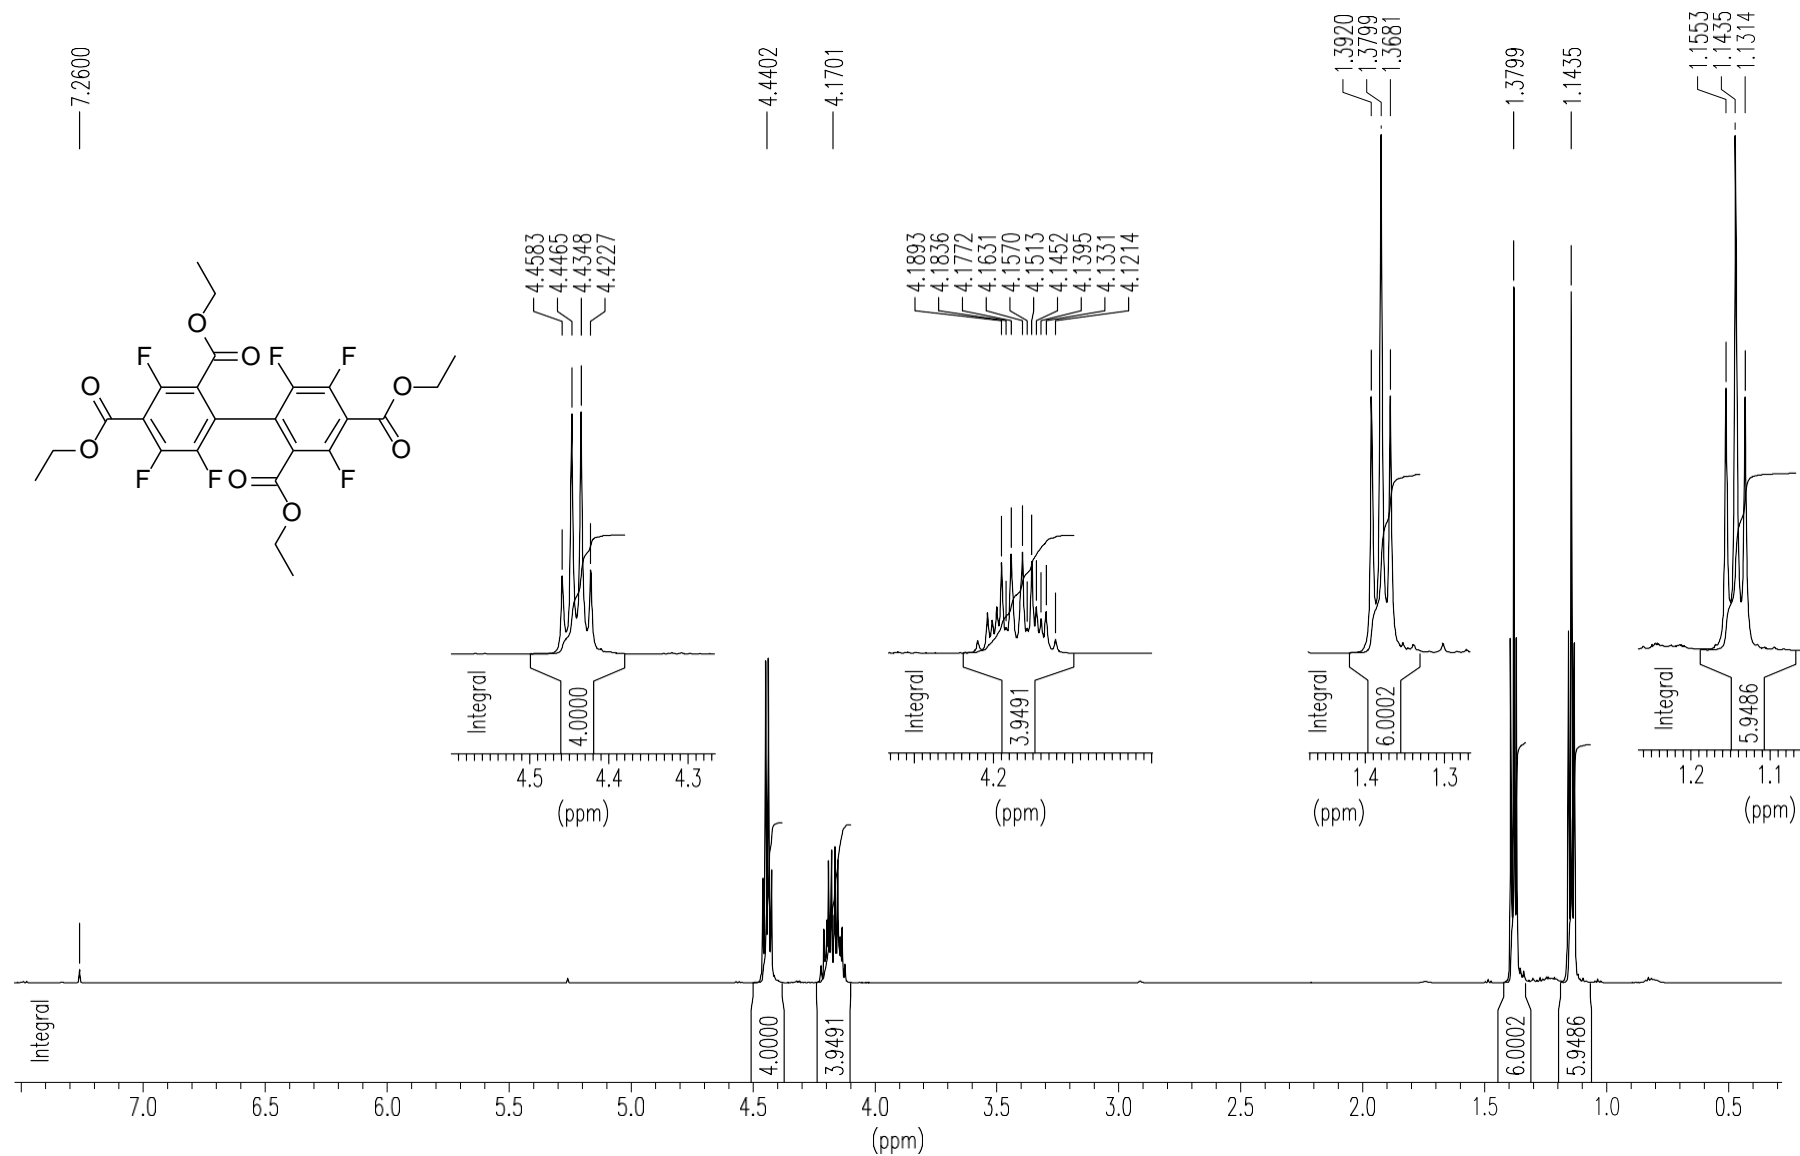 7.2600
4.4402
4.1701
1.3920
1.3799
1.3681
1.3799
1.1435
1.1553
1.1435
1.1314
4.4583
4.4465
4.4348
4.4227
4.1893
4.1836
4.1772
4.1631
4.1570
4.1513
4.1452
4.1395
4.1331
4.1214
O
F O F F
O O
O F F O F O
O
Integral 4.0000
4.5 4.4 4.3
(ppm)
Integral 3.9491
4.2
(ppm)
Integral 6.0002
1.4 1.3
(ppm)
Integral 5.9486
1.2 1.1
(ppm)
Integral 4.0000 3.9491 6.0002 5.9486
7.0 6.5 6.0 5.5 5.0 4.5 4.0 3.5 3.0 2.5 2.0 1.5 1.0 0.5
(ppm)